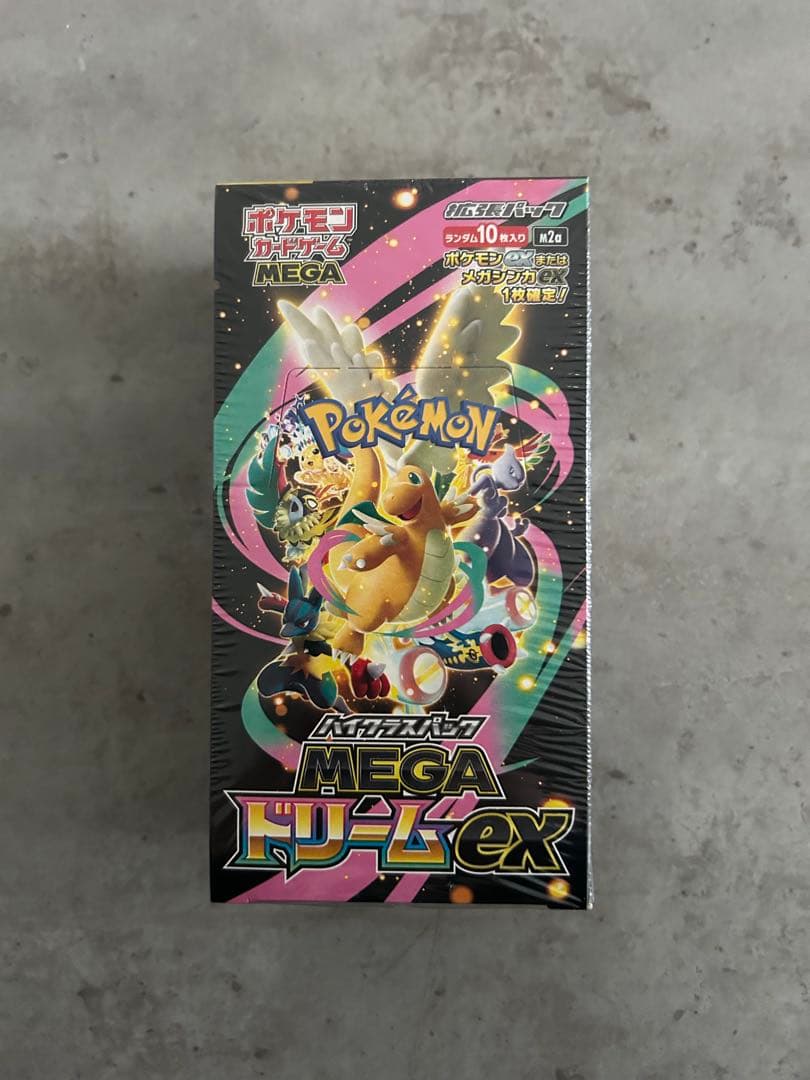 ポケモン
カードゲーム
MEGA
拡張パック
ランダム10枚入り
M2a
ポケモンexまたは
メガシンカex
1枚確定!
POKéMON
ハイクラスパック
MEGA
ドリームex